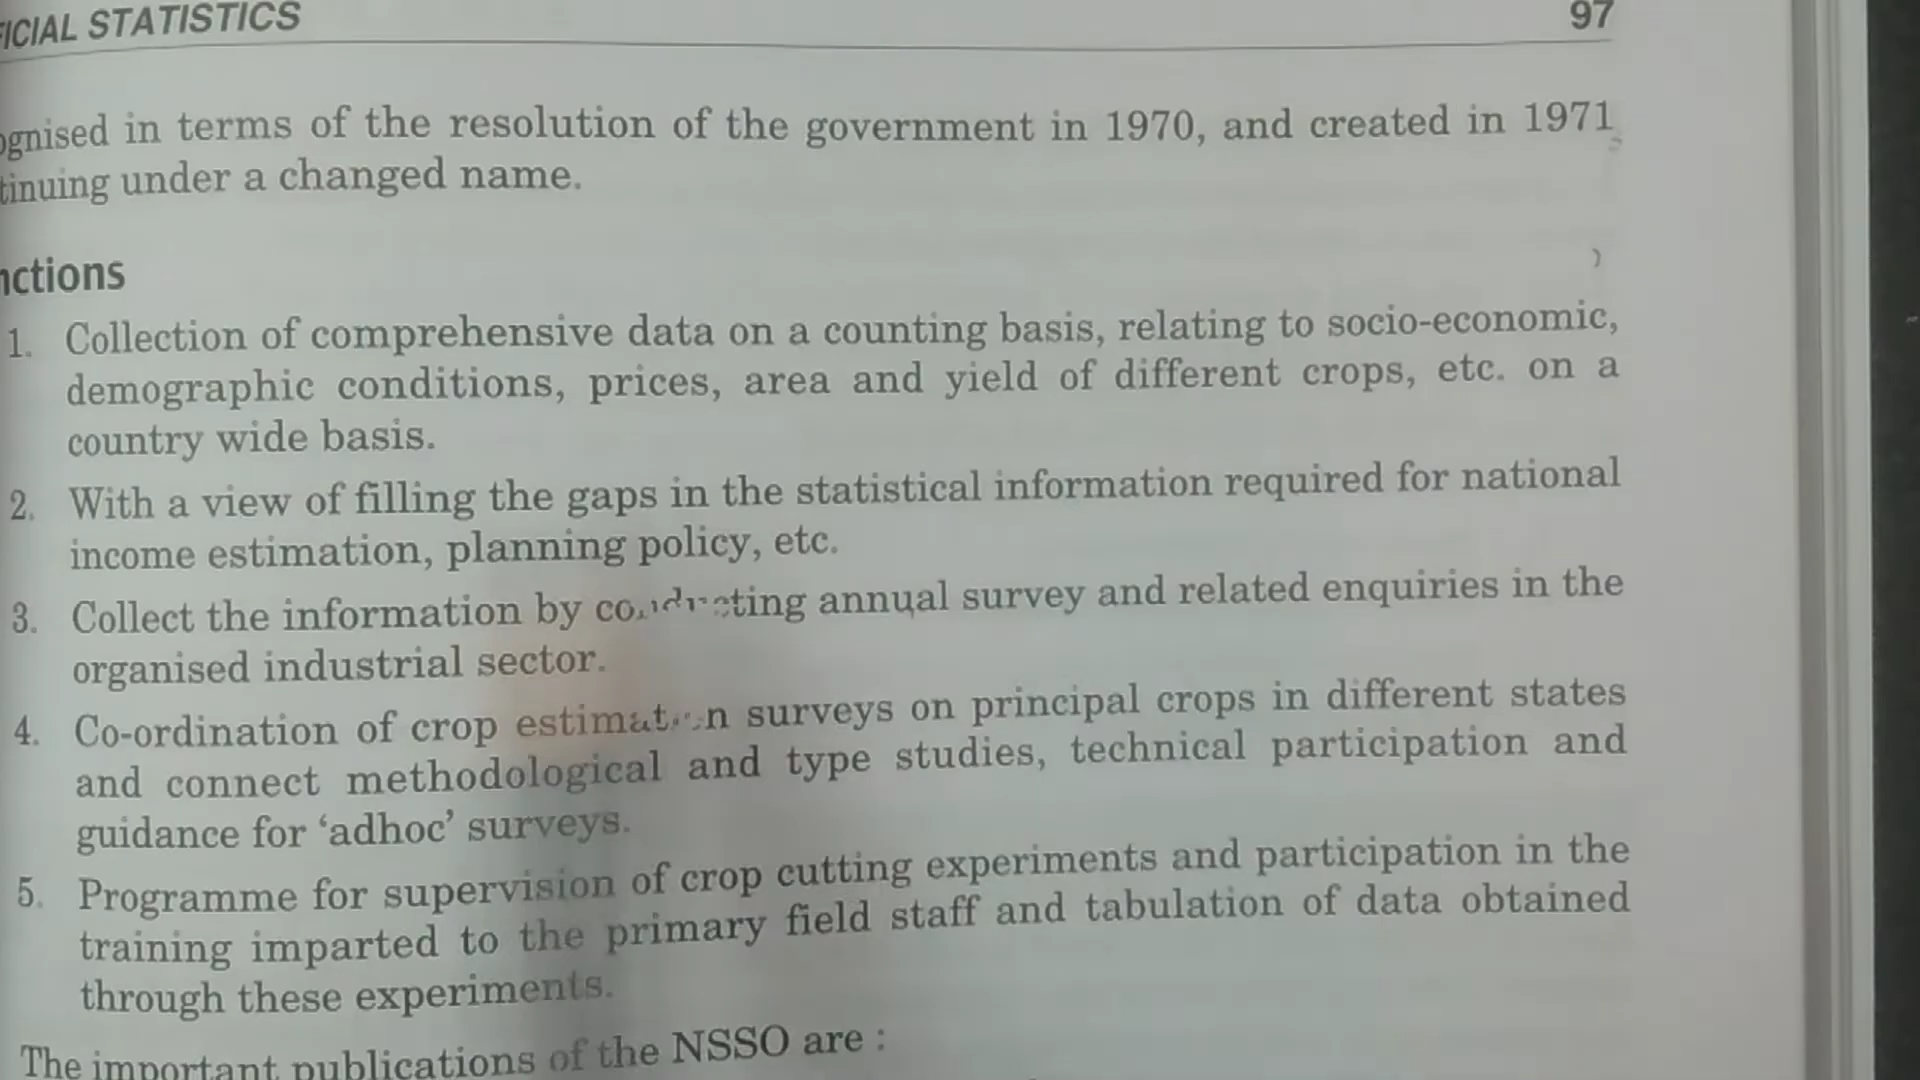 FICIAL STATISTICS 97
ognised in terms of the resolution of the government in 1970, and created in 1971
tinuing under a changed name.
nctions
1. Collection of comprehensive data on a counting basis, relating to socio-economic,
demographic conditions, prices, area and yield of different crops, etc. on a
country wide basis.
2. With a view of filling the gaps in the statistical information required for national
income estimation, planning policy, etc.
3. Collect the information by conducting annual survey and related enquiries in the
organised industrial sector.
4. Co-ordination of crop estimation surveys on principal crops in different states
and connect methodological and type studies, technical participation and
guidance for ‘adhoc’ surveys.
5. Programme for supervision of crop cutting experiments and participation in the
training imparted to the primary field staff and tabulation of data obtained
through these experiments.
The important publications of the NSSO are :